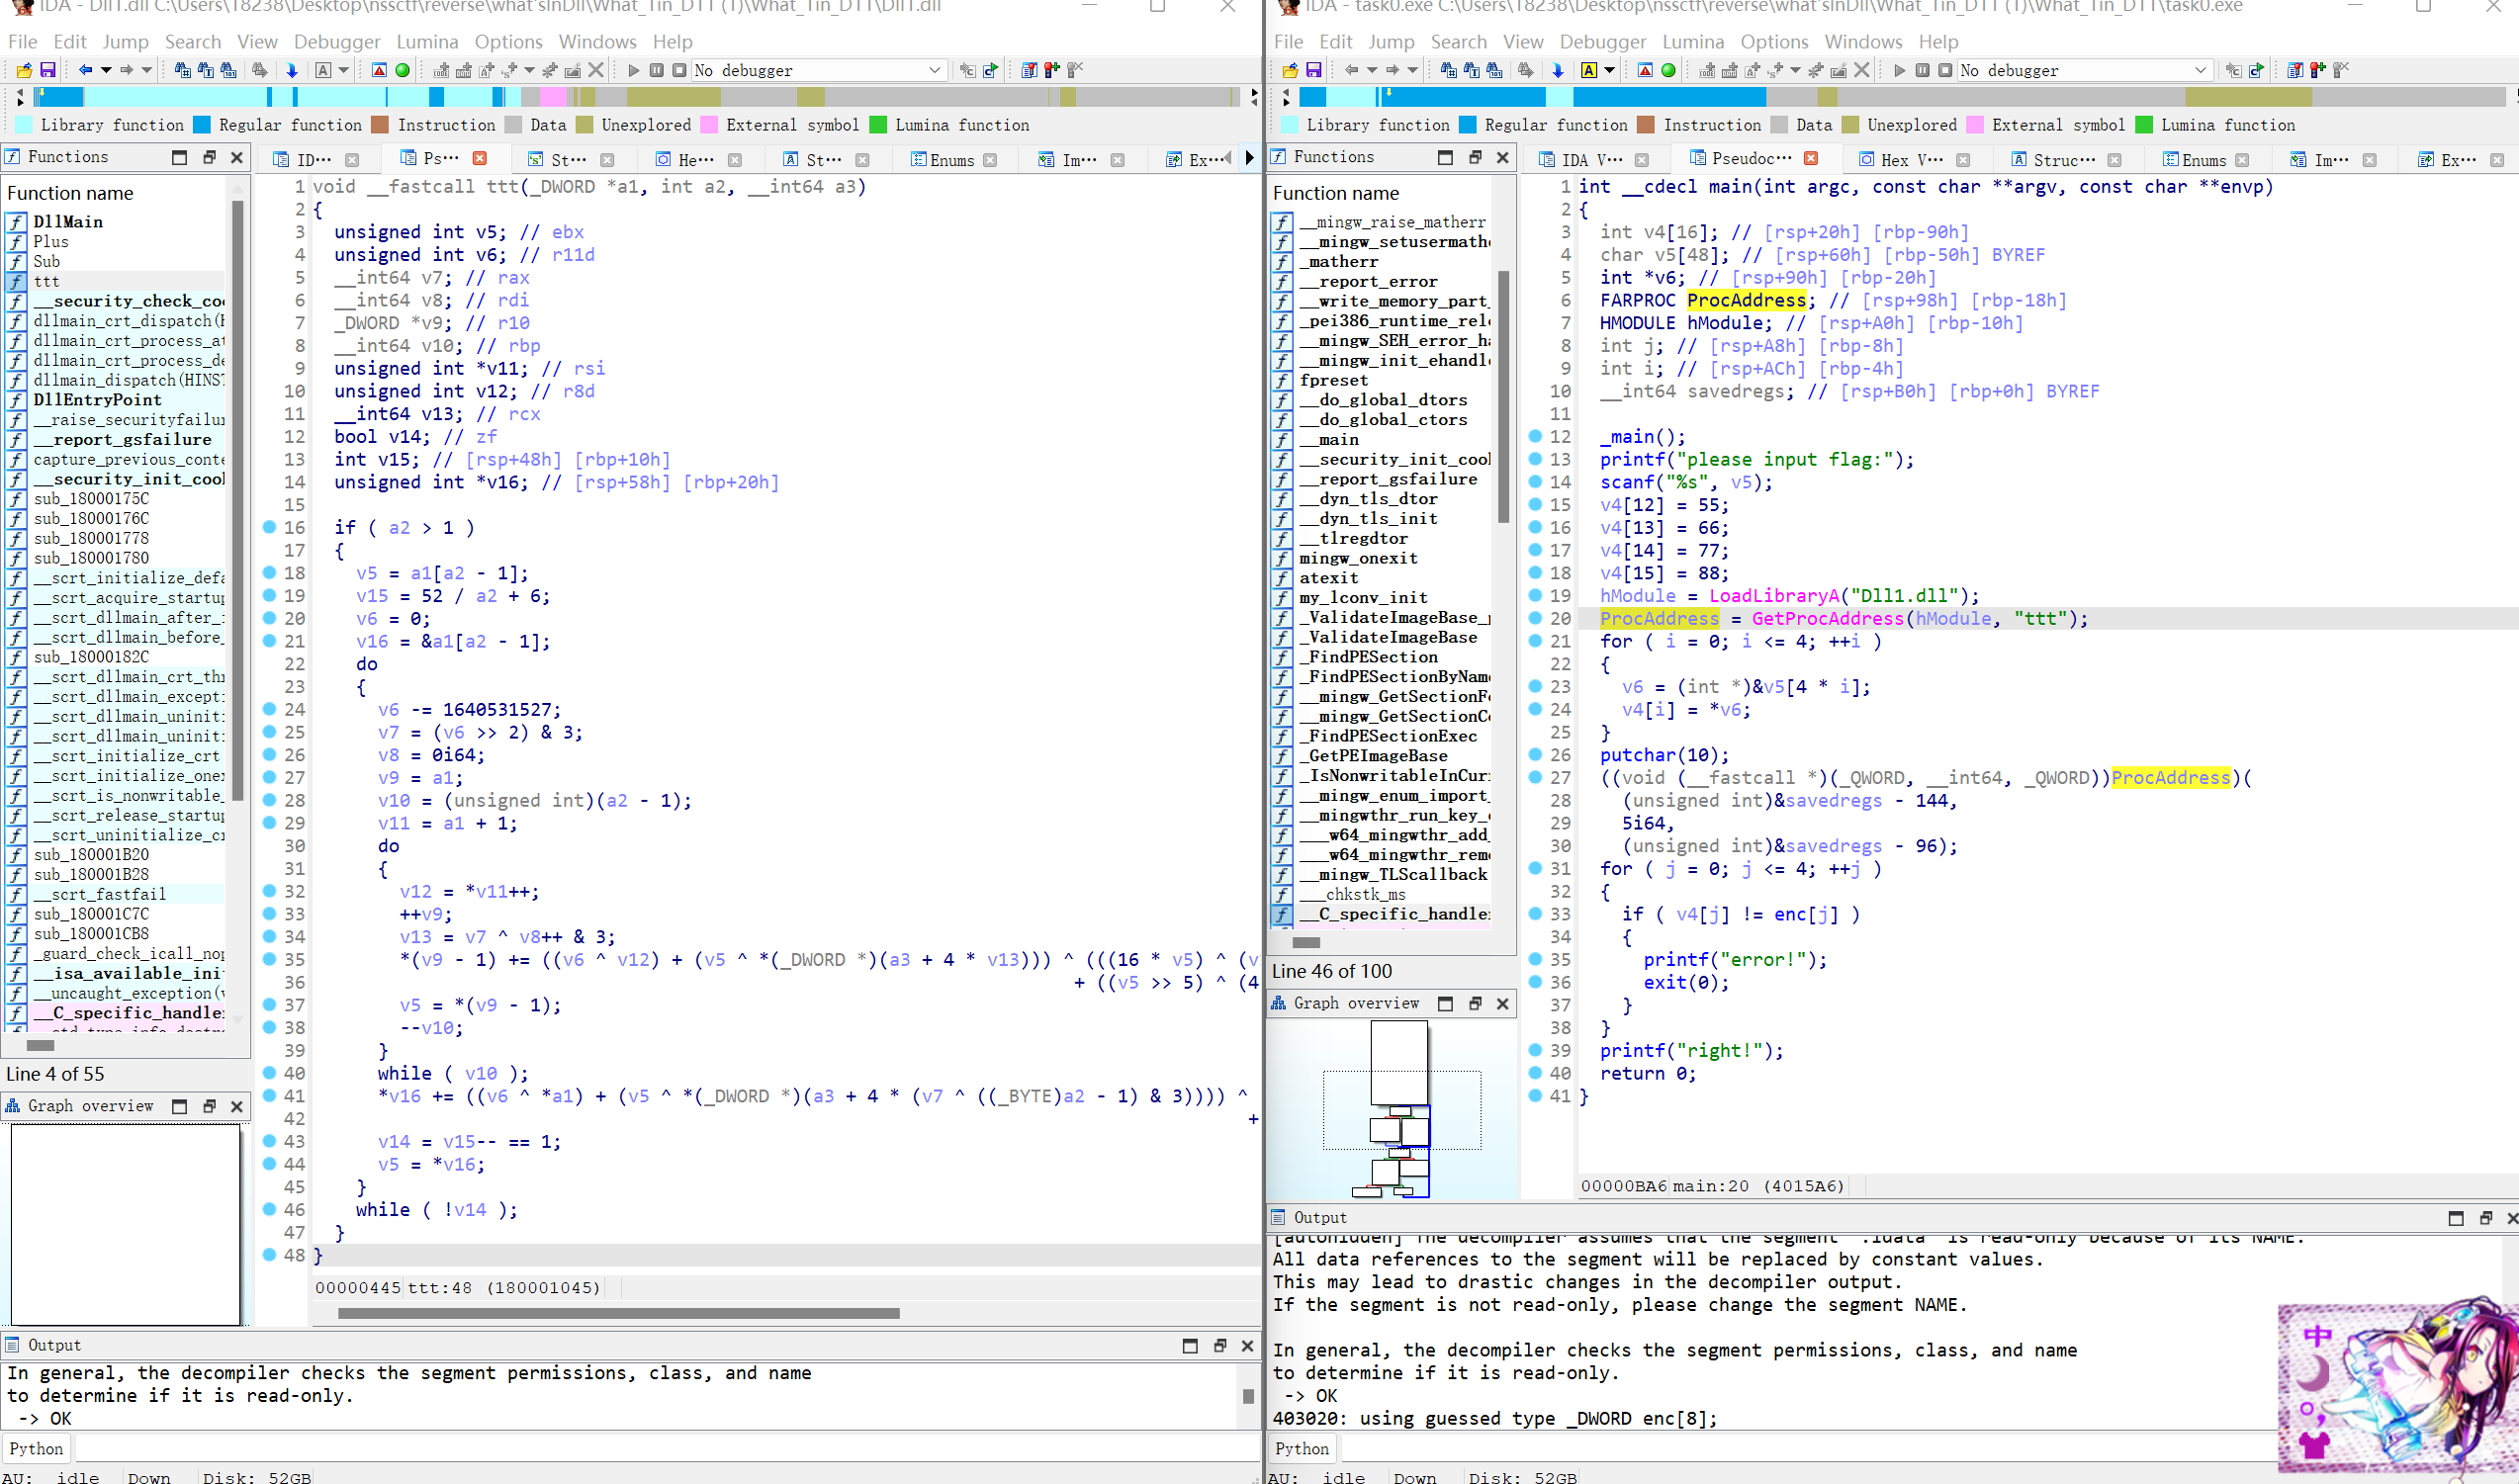 IDA - Dll1.dll C:\Users\18238\Desktop\nssctf\reverse\what'sInDll\What_Tin_D1T (1)\What_Tin_D1T\Dll1.dll
File Edit Jump Search View Debugger Lumina Options Windows Help
No debugger
Library function Regular function Instruction Data Unexplored External symbol Lumina function
Functions
ID··· Ps··· St··· He··· St··· Enums Im··· Ex···
Function name
DllMain
Plus
Sub
ttt
__security_check_coo
dllmain_crt_dispatch(H
dllmain_crt_process_at
dllmain_crt_process_de
dllmain_dispatch(HINST
DllEntryPoint
__raise_securityfailur
__report_gsfailure
capture_previous_conte
__security_init_cool
sub_18000175C
sub_18000176C
sub_180001778
sub_180001780
__scrt_initialize_defa
__scrt_acquire_startup
__scrt_dllmain_after_i
__scrt_dllmain_before_
sub_18000182C
__scrt_dllmain_crt_thr
__scrt_dllmain_excepti
__scrt_dllmain_uniniti
__scrt_dllmain_uniniti
__scrt_initialize_crt
__scrt_initialize_onex
__scrt_is_nonwritable_
__scrt_release_startup
__scrt_uninitialize_cr
sub_180001B20
sub_180001B28
__scrt_fastfail
sub_180001C7C
sub_180001CB8
_guard_check_icall_nop
__isa_available_init
__uncaught_exception(v
__C_specific_handler
Line 4 of 55
Graph overview
1 void __fastcall ttt(_DWORD *a1, int a2, __int64 a3)
2 {
3 unsigned int v5; // ebx
4 unsigned int v6; // r11d
5 __int64 v7; // rax
6 __int64 v8; // rdi
7 _DWORD *v9; // r10
8 __int64 v10; // rbp
9 unsigned int *v11; // rsi
10 unsigned int v12; // r8d
11 __int64 v13; // rcx
12 bool v14; // zf
13 int v15; // [rsp+48h] [rbp+10h]
14 unsigned int *v16; // [rsp+58h] [rbp+20h]
15
16 if ( a2 > 1 )
17 {
18 v5 = a1[a2 - 1];
19 v15 = 52 / a2 + 6;
20 v6 = 0;
21 v16 = &a1[a2 - 1];
22 do
23 {
24 v6 -= 1640531527;
25 v7 = (v6 >> 2) & 3;
26 v8 = 0i64;
27 v9 = a1;
28 v10 = (unsigned int)(a2 - 1);
29 v11 = a1 + 1;
30 do
31 {
32 v12 = *v11++;
33 ++v9;
34 v13 = v7 ^ v8++ & 3;
35 *(v9 - 1) += ((v6 ^ v12) + (v5 ^ *(_DWORD *)(a3 + 4 * v13))) ^ (((16 * v5) ^ (v
36 + ((v5 >> 5) ^ (4
37 v5 = *(v9 - 1);
38 --v10;
39 }
40 while ( v10 );
41 *v16 += ((v6 ^ *a1) + (v5 ^ *(_DWORD *)(a3 + 4 * (v7 ^ ((_BYTE)a2 - 1) & 3)))) ^
42 +
43 v14 = v15-- == 1;
44 v5 = *v16;
45 }
46 while ( !v14 );
47 }
48 }
00000445 ttt:48 (180001045)
Output
In general, the decompiler checks the segment permissions, class, and name
to determine if it is read-only.
-> OK
Python
AU: idle Down Disk: 52GB
IDA - task0.exe C:\Users\18238\Desktop\nssctf\reverse\what'sInDll\What_Tin_D1T (1)\What_Tin_D1T\task0.exe
File Edit Jump Search View Debugger Lumina Options Windows Help
No debugger
Library function Regular function Instruction Data Unexplored External symbol Lumina function
Functions
IDA V··· Pseudoc··· Hex V··· Struc··· Enums Im··· Ex···
Function name
__mingw_raise_matherr
__mingw_setusermathe
_matherr
__report_error
__write_memory_part_
_pei386_runtime_relo
__mingw_SEH_error_ha
__mingw_init_ehandle
fpreset
__do_global_dtors
__do_global_ctors
__main
__security_init_cool
__report_gsfailure
__dyn_tls_dtor
__dyn_tls_init
__tlregdtor
mingw_onexit
atexit
my_lconv_init
_ValidateImageBase_p
_ValidateImageBase
_FindPESection
_FindPESectionByName
__mingw_GetSectionFo
__mingw_GetSectionCo
_FindPESectionExec
_GetPEImageBase
_IsNonwritableInCurr
__mingw_enum_import_
__mingwthr_run_key_d
___w64_mingwthr_add_
___w64_mingwthr_remo
__mingw_TLScallback
___chkstk_ms
__C_specific_handler
Line 46 of 100
Graph overview
1 int __cdecl main(int argc, const char **argv, const char **envp)
2 {
3 int v4[16]; // [rsp+20h] [rbp-90h]
4 char v5[48]; // [rsp+60h] [rbp-50h] BYREF
5 int *v6; // [rsp+90h] [rbp-20h]
6 FARPROC ProcAddress; // [rsp+98h] [rbp-18h]
7 HMODULE hModule; // [rsp+A0h] [rbp-10h]
8 int j; // [rsp+A8h] [rbp-8h]
9 int i; // [rsp+ACh] [rbp-4h]
10 __int64 savedregs; // [rsp+B0h] [rbp+0h] BYREF
11
12 _main();
13 printf("please input flag:");
14 scanf("%s", v5);
15 v4[12] = 55;
16 v4[13] = 66;
17 v4[14] = 77;
18 v4[15] = 88;
19 hModule = LoadLibraryA("Dll1.dll");
20 ProcAddress = GetProcAddress(hModule, "ttt");
21 for ( i = 0; i <= 4; ++i )
22 {
23 v6 = (int *)&v5[4 * i];
24 v4[i] = *v6;
25 }
26 putchar(10);
27 ((void (__fastcall *)(_QWORD, __int64, _QWORD))ProcAddress)(
28 (unsigned int)&savedregs - 144,
29 5i64,
30 (unsigned int)&savedregs - 96);
31 for ( j = 0; j <= 4; ++j )
32 {
33 if ( v4[j] != enc[j] )
34 {
35 printf("error!");
36 exit(0);
37 }
38 }
39 printf("right!");
40 return 0;
41 }
00000BA6 main:20 (4015A6)
Output
[autohidden] The decompiler assumes that the segment '.idata' is read-only because of its NAME.
All data references to the segment will be replaced by constant values.
This may lead to drastic changes in the decompiler output.
If the segment is not read-only, please change the segment NAME.
In general, the decompiler checks the segment permissions, class, and name
to determine if it is read-only.
-> OK
403020: using guessed type _DWORD enc[8];
Python
AU: idle Down Disk: 52GB
中